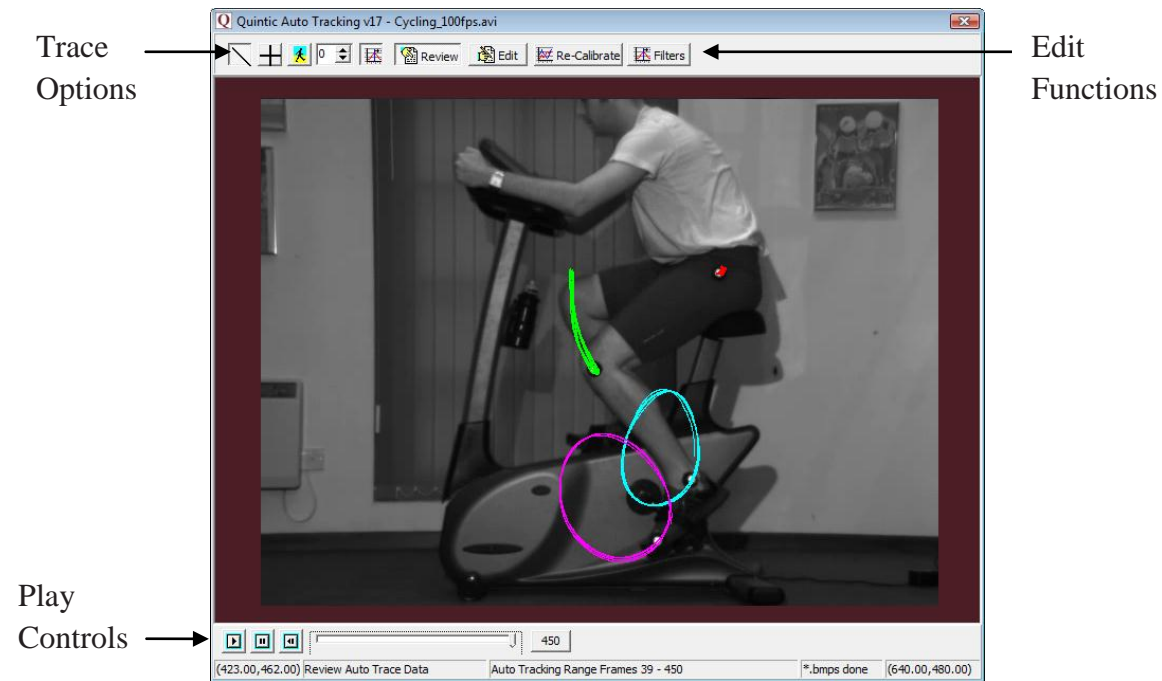 Q Quintic Auto Tracking v17 - Cycling_100fps.avi
Trace
Options
0 Review Edit Re-Calibrate Filters
Edit
Functions
Play
Controls
450
(423.00,462.00) Review Auto Trace Data Auto Tracking Range Frames 39 - 450 *.bmps done (640.00,480.00)